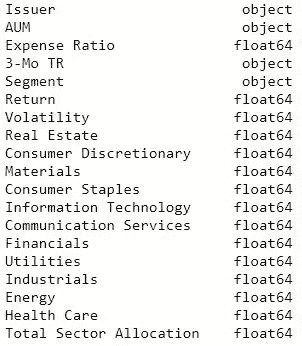 Issuer object
AUM object
Expense Ratio float64
3-Mo TR object
Segment object
Return float64
Volatility float64
Real Estate float64
Consumer Discretionary float64
Materials float64
Consumer Staples float64
Information Technology float64
Communication Services float64
Financials float64
Utilities float64
Industrials float64
Energy float64
Health Care float64
Total Sector Allocation float64